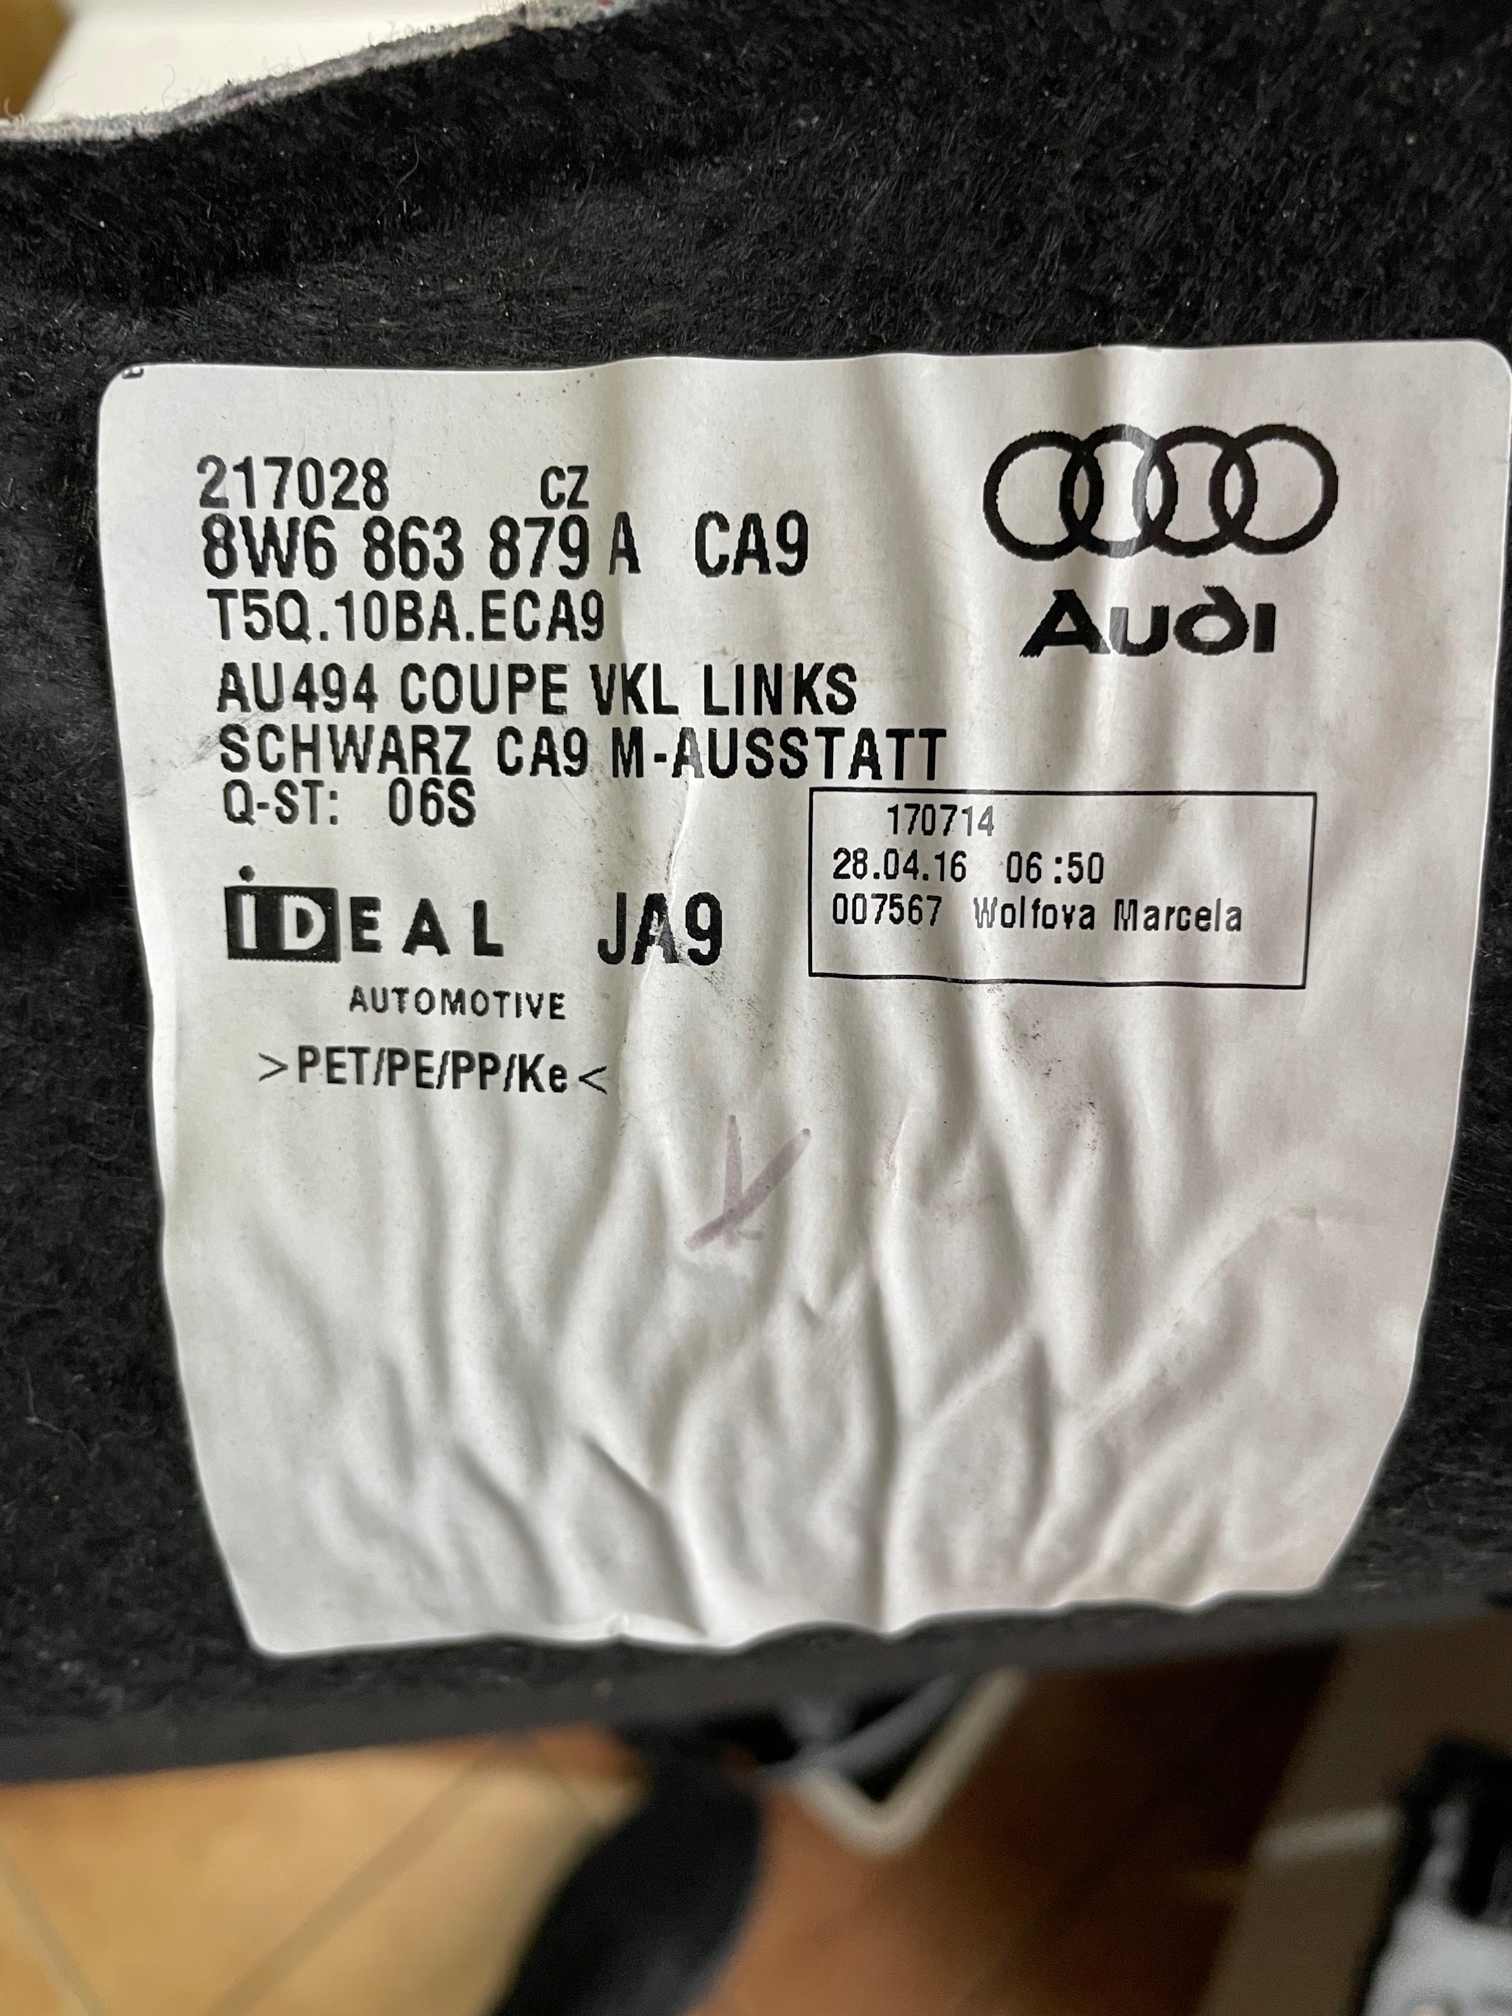 217028 CZ
8W6 863 879 A CA9
T5Q.10BA.ECA9
AU494 COUPE VKL LINKS
SCHWARZ CA9 M-AUSSTATT
Q-ST: 06S
Audi
170714
28.04.16 06:50
007567 Wolfova Marcela
iDEAL JA9
AUTOMOTIVE
>PET/PE/PP/Ke<